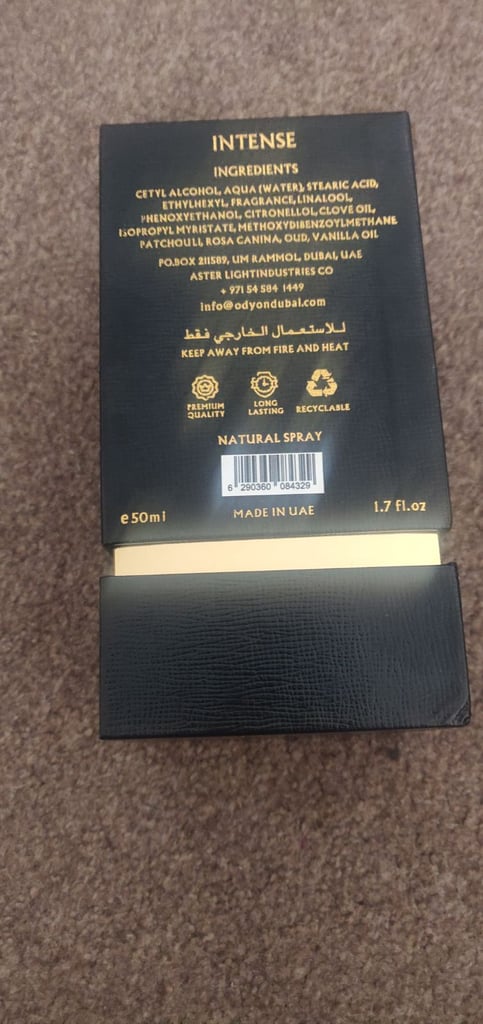 INTENSE
INGREDIENTS
CETYL ALCOHOL, AQUA (WATER), STEARIC ACID,
ETHYLHEXYL, FRAGRANCE, LINALOOL,
PHENOXYETHANOL, CITRONELLOL, CLOVE OIL,
ISOPROPYL MYRISTATE, METHOXYDIBENZOYLMETHANE
PATCHOULI, ROSA CANINA, OUD, VANILLA OIL
P.O.BOX 211589, UM RAMMOL, DUBAI, UAE
ASTER LIGHTINDUSTRIES CO
+ 971 54 584 1449
info@odyondubai.com
للاستعمال الخارجي فقط
KEEP AWAY FROM FIRE AND HEAT
PREMIUM QUALITY
LONG LASTING
RECYCLABLE
NATURAL SPRAY
6 290360 084329
e 50ml
MADE IN UAE
1.7 fl.oz